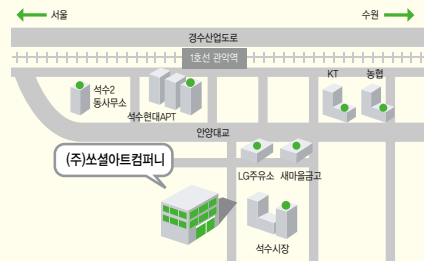 서울
수원
경수산업도로
1호선 관악역
KT
농협
석수2
동사무소
석수현대APT
안양대교
(주)쏘셜아트컴퍼니
LG주유소
새마을금고
석수시장